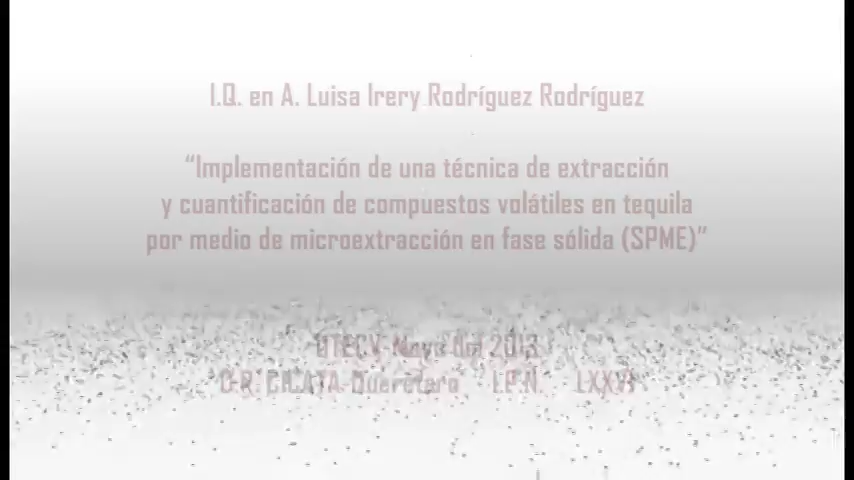 I.Q. en A. Luisa Irery Rodríguez Rodríguez
“Implementación de una técnica de extracción
y cuantificación de compuestos volátiles en tequila
por medio de microextracción en fase sólida (SPME)”
Mayo del 2013
D.R. CICATA-Querétaro I.P.N. LXXVI